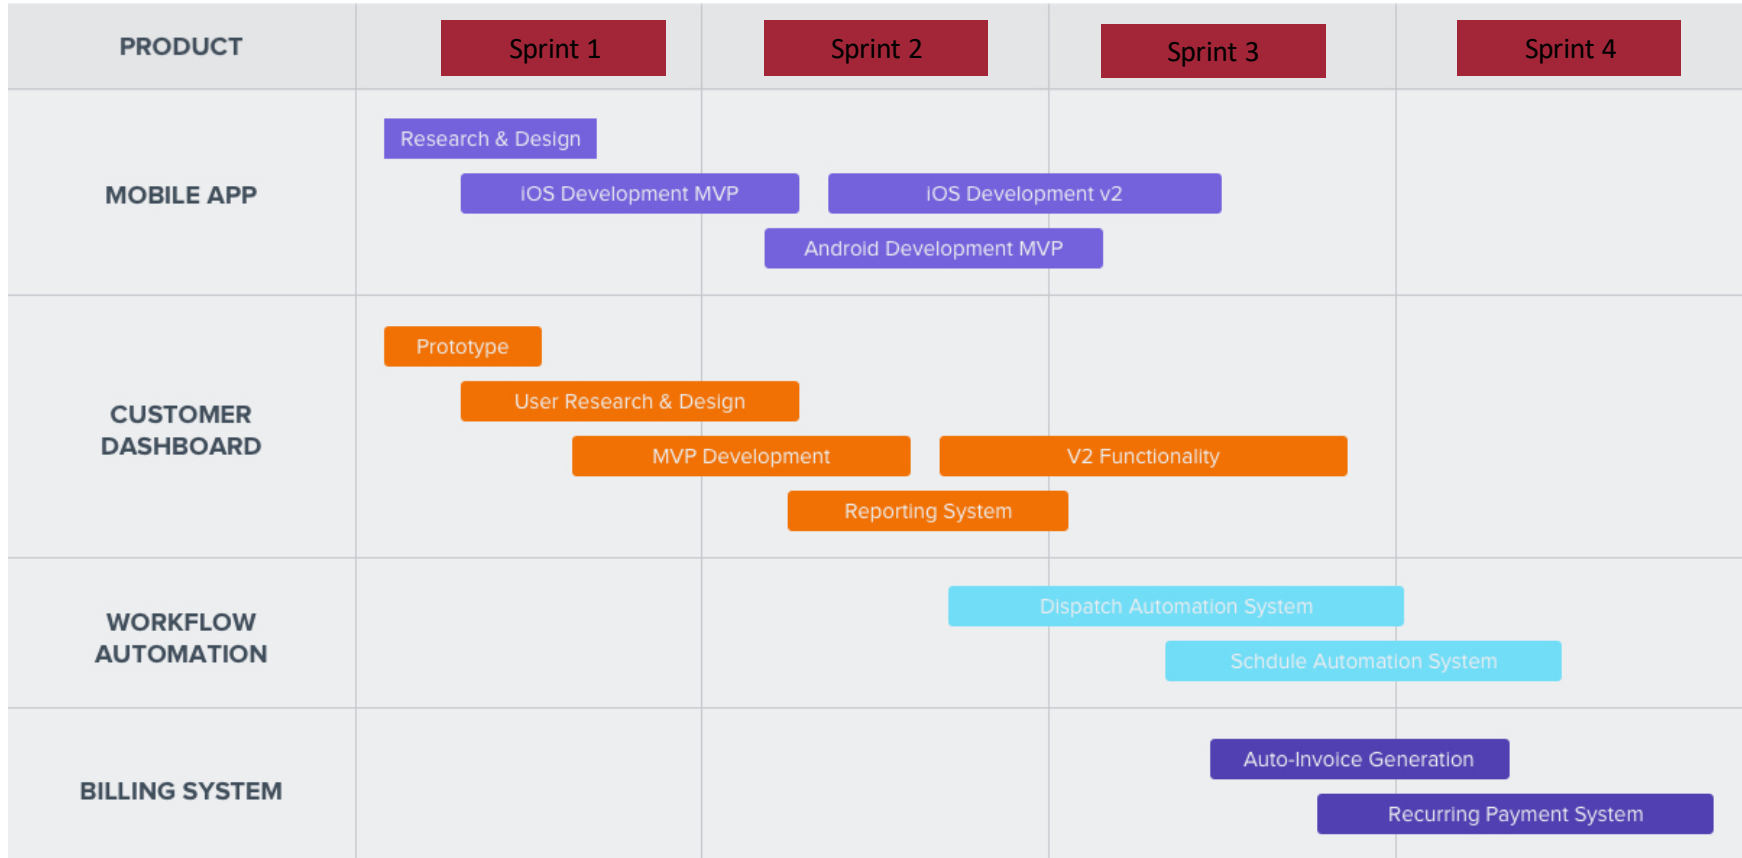 PRODUCT
Sprint 1
Sprint 2
Sprint 3
Sprint 4
MOBILE APP
Research & Design
iOS Development MVP
iOS Development v2
Android Development MVP
CUSTOMER
DASHBOARD
Prototype
User Research & Design
MVP Development
V2 Functionality
Reporting System
WORKFLOW
AUTOMATION
Dispatch Automation System
Schdule Automation System
BILLING SYSTEM
Auto-Invoice Generation
Recurring Payment System